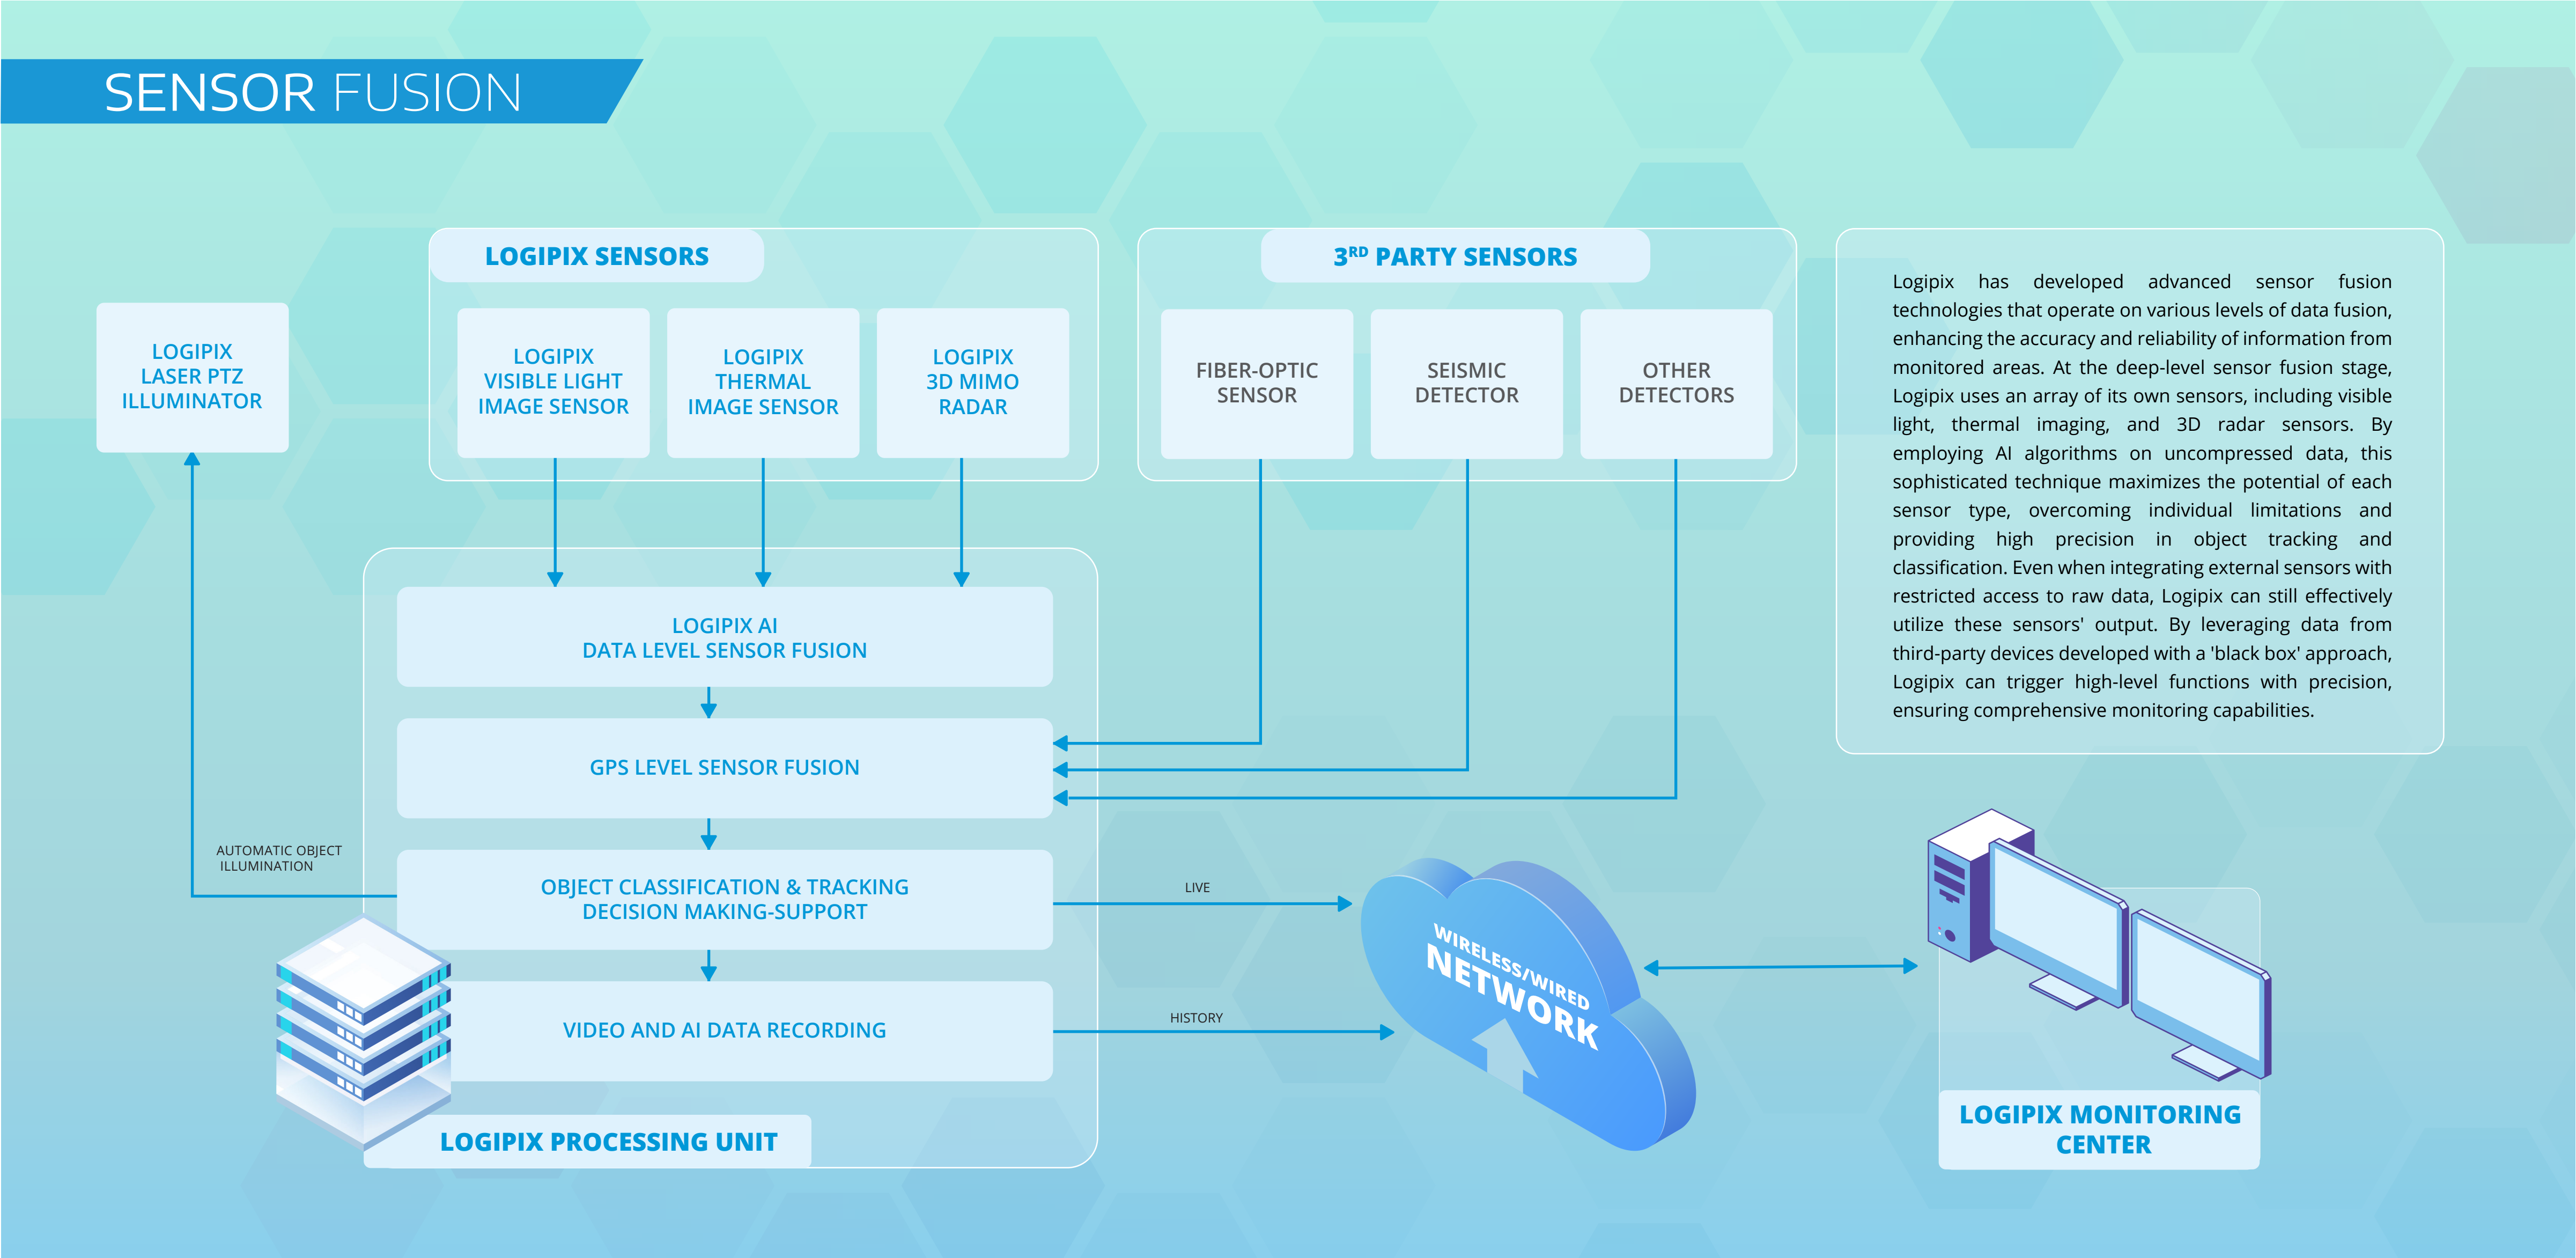 SENSOR FUSION
LOGIPIX SENSORS
3RD PARTY SENSORS
LOGIPIX
LASER PTZ
ILLUMINATOR
LOGIPIX
VISIBLE LIGHT
IMAGE SENSOR
LOGIPIX
THERMAL
IMAGE SENSOR
LOGIPIX
3D MIMO
RADAR
FIBER-OPTIC
SENSOR
SEISMIC
DETECTOR
OTHER
DETECTORS
Logipix has developed advanced sensor fusion
technologies that operate on various levels of data fusion,
enhancing the accuracy and reliability of information from
monitored areas. At the deep-level sensor fusion stage,
Logipix uses an array of its own sensors, including visible
light, thermal imaging, and 3D radar sensors. By
employing AI algorithms on uncompressed data, this
sophisticated technique maximizes the potential of each
sensor type, overcoming individual limitations and
providing high precision in object tracking and
classification. Even when integrating external sensors with
restricted access to raw data, Logipix can still effectively
utilize these sensors' output. By leveraging data from
third-party devices developed with a 'black box' approach,
Logipix can trigger high-level functions with precision,
ensuring comprehensive monitoring capabilities.
LOGIPIX AI
DATA LEVEL SENSOR FUSION
GPS LEVEL SENSOR FUSION
AUTOMATIC OBJECT
ILLUMINATION
OBJECT CLASSIFICATION & TRACKING
DECISION MAKING-SUPPORT
LIVE
WIRELESS/WIRED
NETWORK
VIDEO AND AI DATA RECORDING
HISTORY
LOGIPIX PROCESSING UNIT
LOGIPIX MONITORING
CENTER